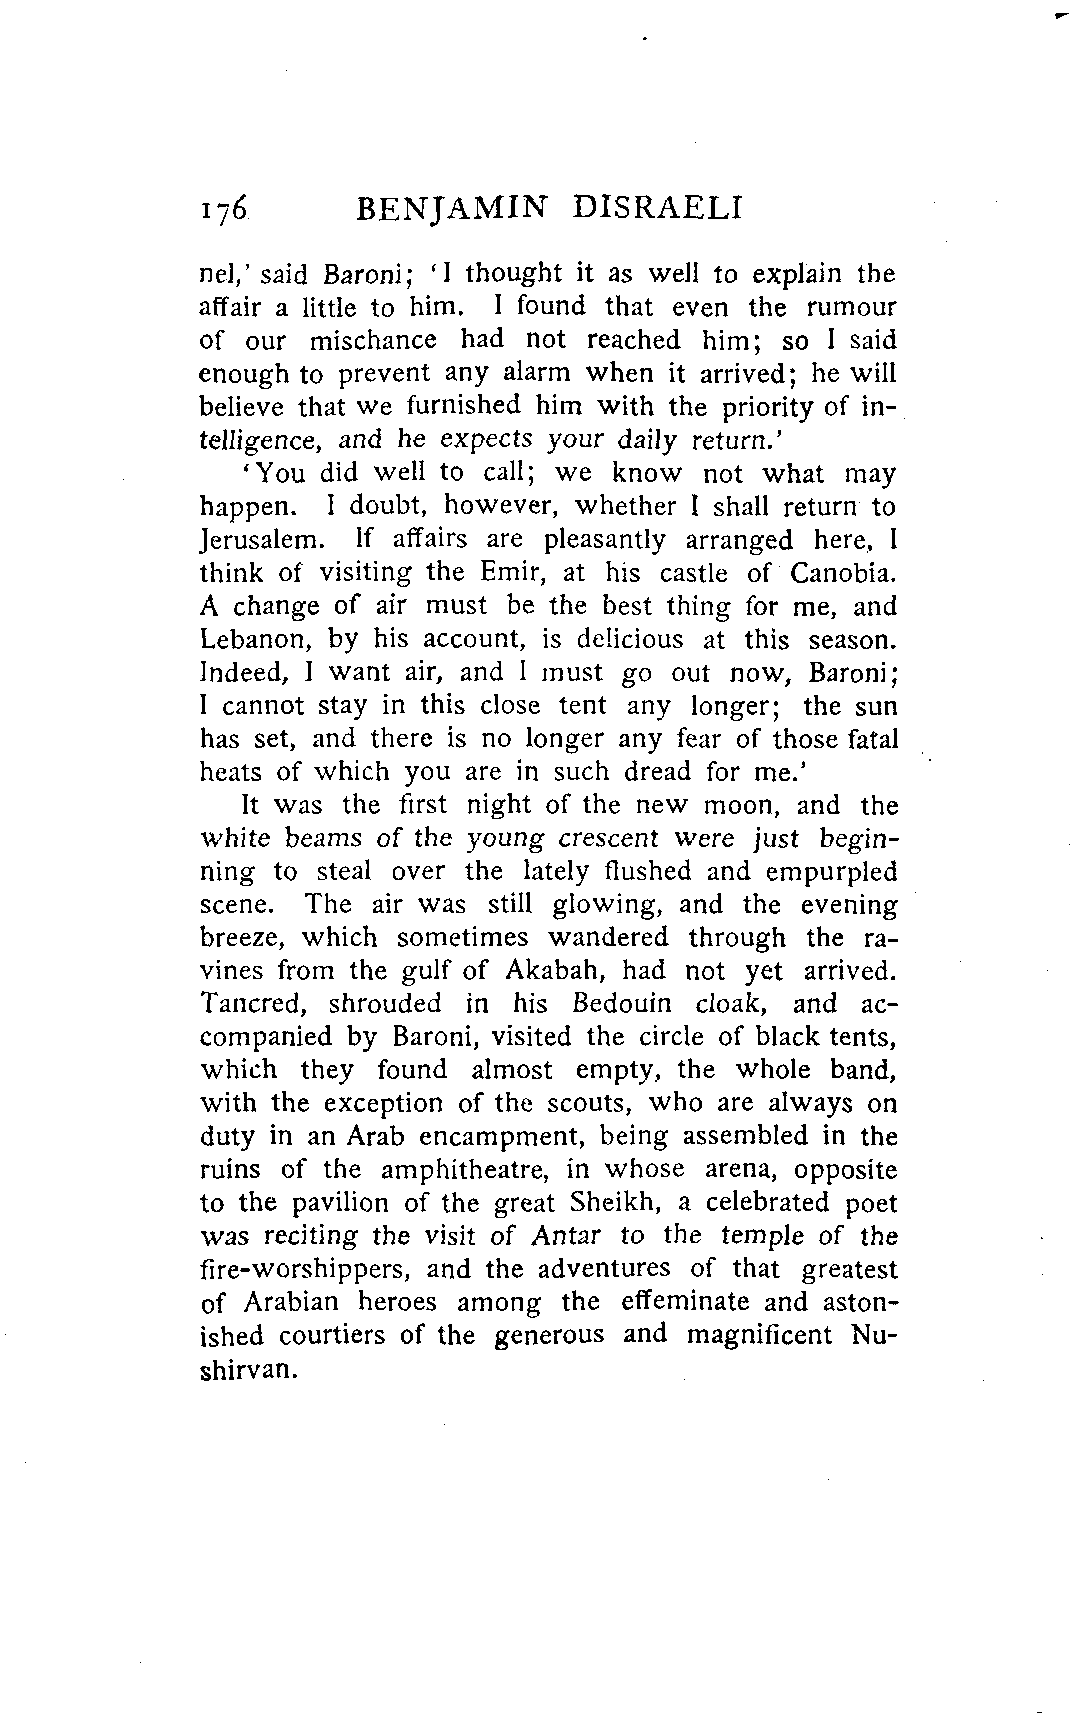 176 BENJAMIN DISRAELI
nel,' said Baroni; 'I thought it as well to explain the
affair a little to him. I found that even the rumour
of our mischance had not reached him; so I said
enough to prevent any alarm when it arrived; he will
believe that we furnished him with the priority of in-
telligence, and he expects your daily return.'
'You did well to call; we know not what may
happen. I doubt, however, whether I shall return to
Jerusalem. If affairs are pleasantly arranged here, I
think of visiting the Emir, at his castle of Canobia.
A change of air must be the best thing for me, and
Lebanon, by his account, is delicious at this season.
Indeed, I want air, and I must go out now, Baroni;
I cannot stay in this close tent any longer; the sun
has set, and there is no longer any fear of those fatal
heats of which you are in such dread for me.'
It was the first night of the new moon, and the
white beams of the young crescent were just begin-
ning to steal over the lately flushed and empurpled
scene. The air was still glowing, and the evening
breeze, which sometimes wandered through the ra-
vines from the gulf of Akabah, had not yet arrived.
Tancred, shrouded in his Bedouin cloak, and ac-
companied by Baroni, visited the circle of black tents,
which they found almost empty, the whole band,
with the exception of the scouts, who are always on
duty in an Arab encampment, being assembled in the
ruins of the amphitheatre, in whose arena, opposite
to the pavilion of the great Sheikh, a celebrated poet
was reciting the visit of Antar to the temple of the
fire-worshippers, and the adventures of that greatest
of Arabian heroes among the effeminate and aston-
ished courtiers of the generous and magnificent Nu-
shirvan.